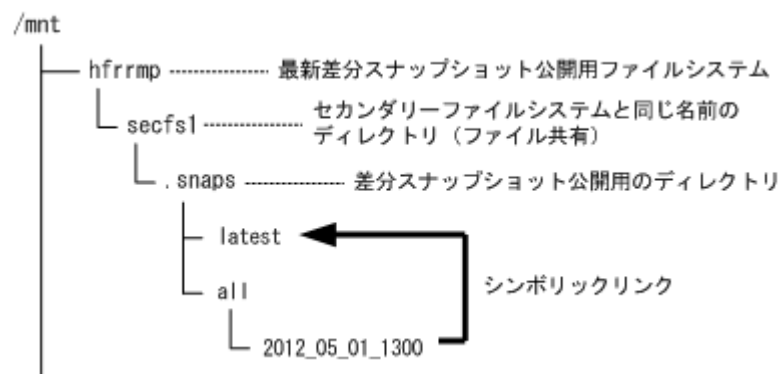 /mnt
hfrrmp 最新差分スナップショット公開用ファイルシステム
secfs1 セカンダリーファイルシステムと同じ名前の
ディレクトリ（ファイル共有）
.snaps 差分スナップショット公開用のディレクトリ
latest
シンボリックリンク
all
2012_05_01_1300